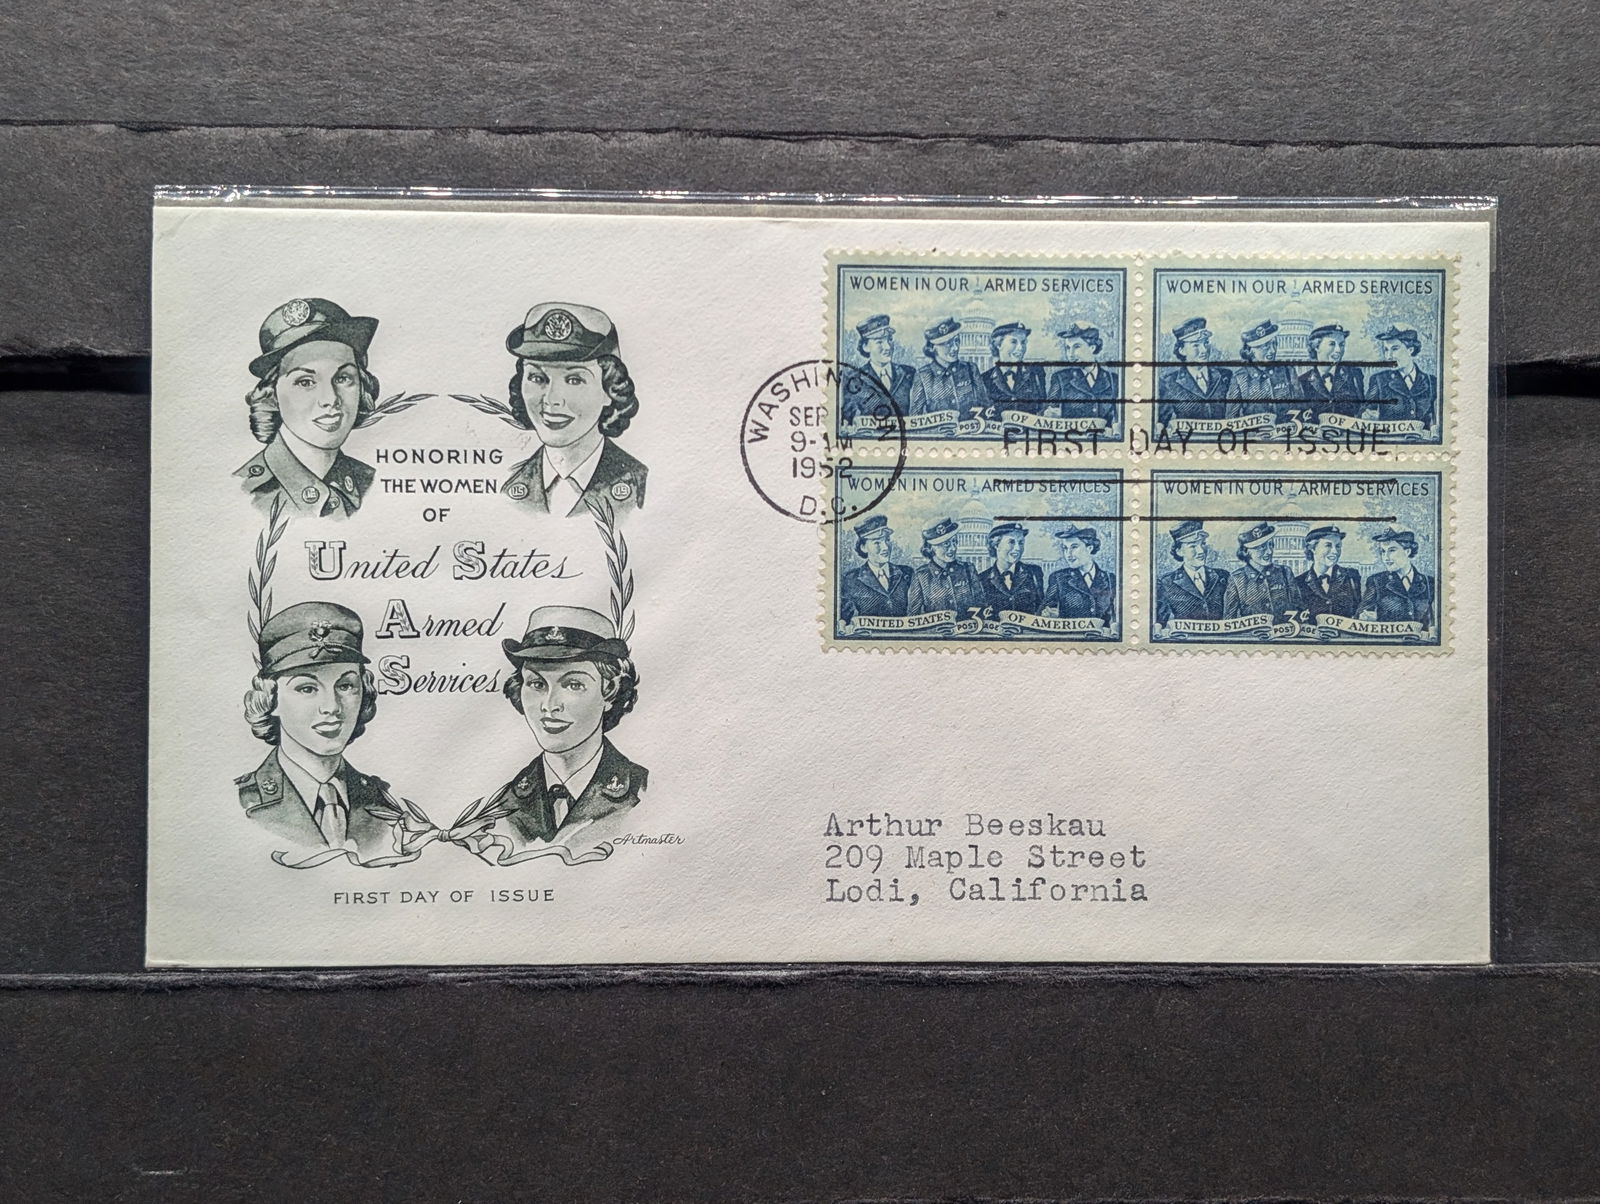 HONORING
THE WOMEN
OF
United States
Armed
Services
Artmaster
FIRST DAY OF ISSUE
WASHINGTON
SEP 11
9-AM
1952
D.C.
FIRST DAY OF ISSUE
WOMEN IN OUR ARMED SERVICES
UNITED STATES 3¢ OF AMERICA
POSTAGE
WOMEN IN OUR ARMED SERVICES
UNITED STATES 3¢ OF AMERICA
POSTAGE
WOMEN IN OUR ARMED SERVICES
UNITED STATES 3¢ OF AMERICA
POSTAGE
WOMEN IN OUR ARMED SERVICES
UNITED STATES 3¢ OF AMERICA
POSTAGE
Arthur Beeskau
209 Maple Street
Lodi, California